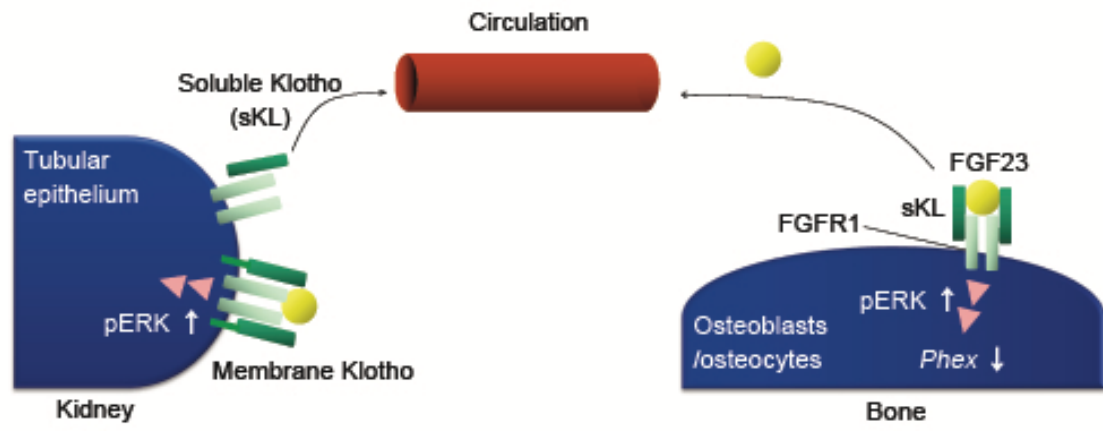 Circulation
Soluble Klotho
(sKL)
Tubular
epithelium
FGF23
sKL
FGFR1
pERK ↑
pERK ↑
Osteoblasts
/osteocytes
Phex ↓
Membrane Klotho
Kidney
Bone